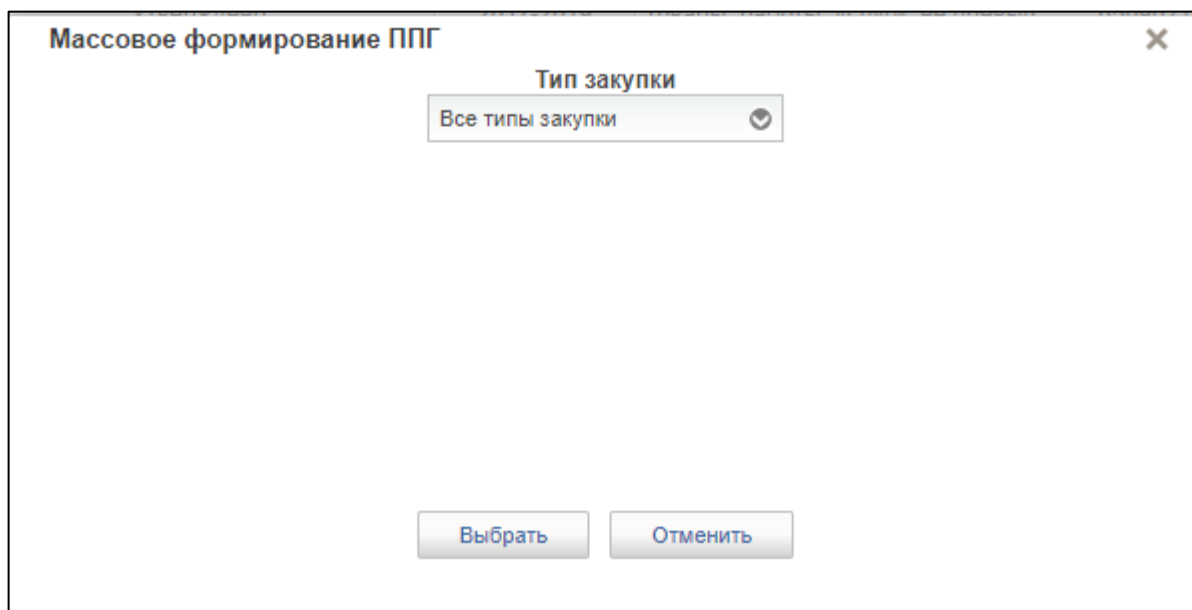 Массовое формирование ППГ
Тип закупки
Все типы закупки
Выбрать
Отменить